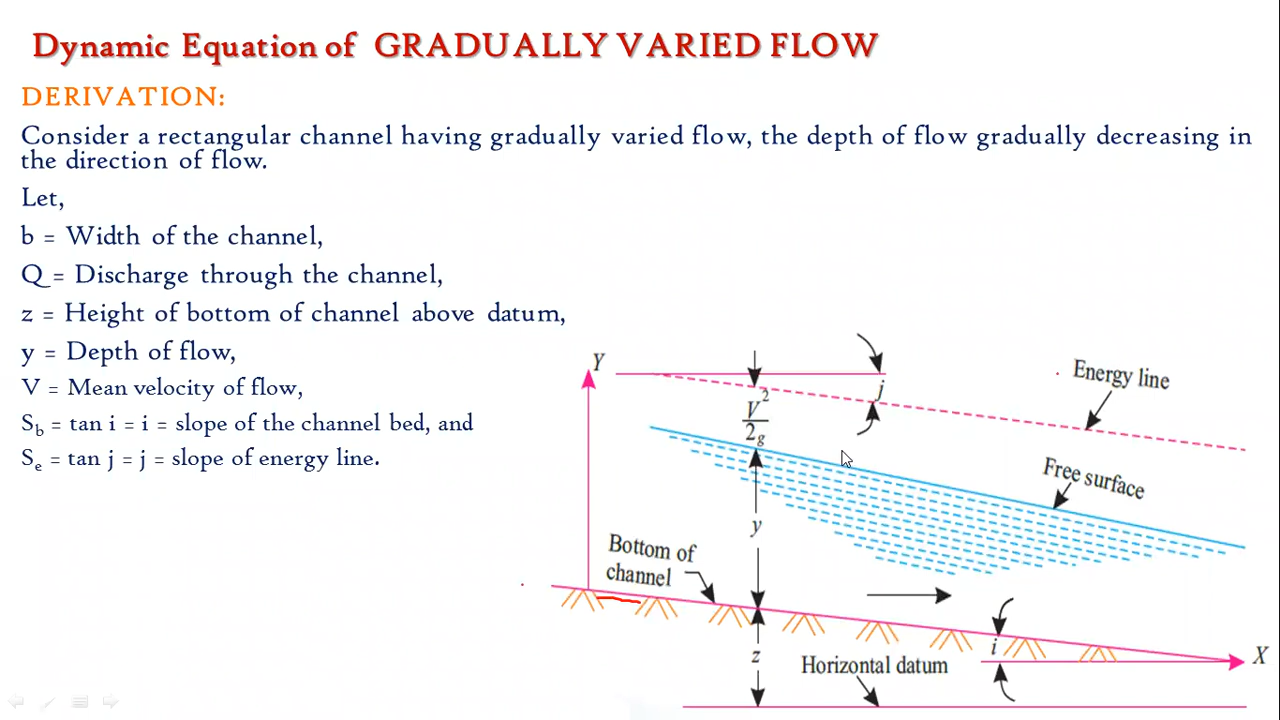 Dynamic Equation of GRADUALLY VARIED FLOW
DERIVATION:
Consider a rectangular channel having gradually varied flow, the depth of flow gradually decreasing in
the direction of flow.
Let,
b = Width of the channel,
Q = Discharge through the channel,
z = Height of bottom of channel above datum,
y = Depth of flow,
V = Mean velocity of flow,
S_b = tan i = i = slope of the channel bed, and
S_e = tan j = j = slope of energy line.
Y
Energy line
j
V²
2g
Free surface
y
Bottom of
channel
i
z
Horizontal datum
X